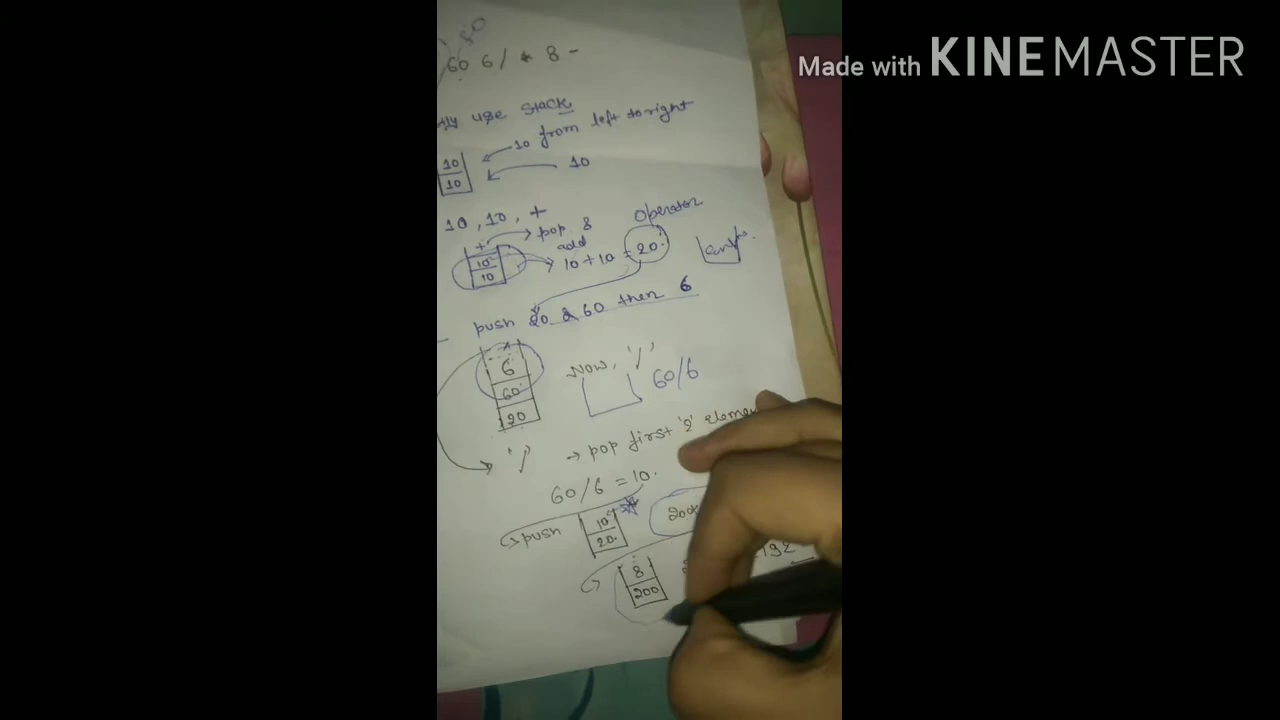 Made with KINEMASTER
60 6 / * 8 -
use stack
10 from left to right
10
10
10
10, 10, +
pop &
add
Operator
+
10
10
10 + 10 = 20
push 20 & 60 then 6
6
60
20
Now, '/'
60/6
'/' → pop first '2'
60/6 = 10
push
10
20
*
8
200
192